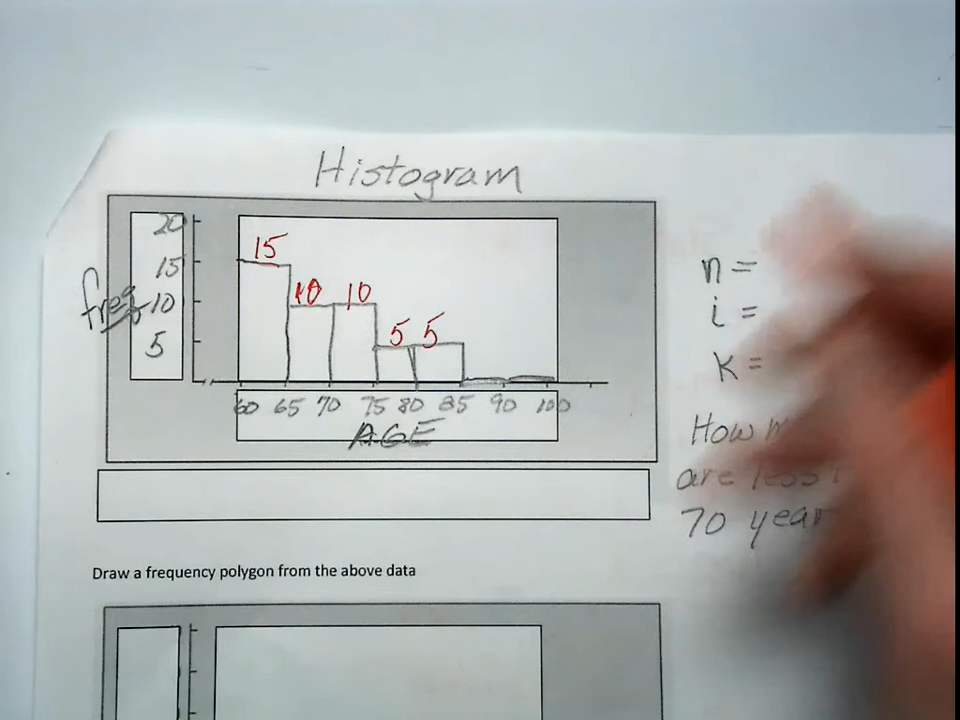 Histogram
20
15
10
5
freq
15
10
10
5
5
60 65 70 75 80 85 90 100
AGE
n =
i =
K =
How
are less
70 year
Draw a frequency polygon from the above data